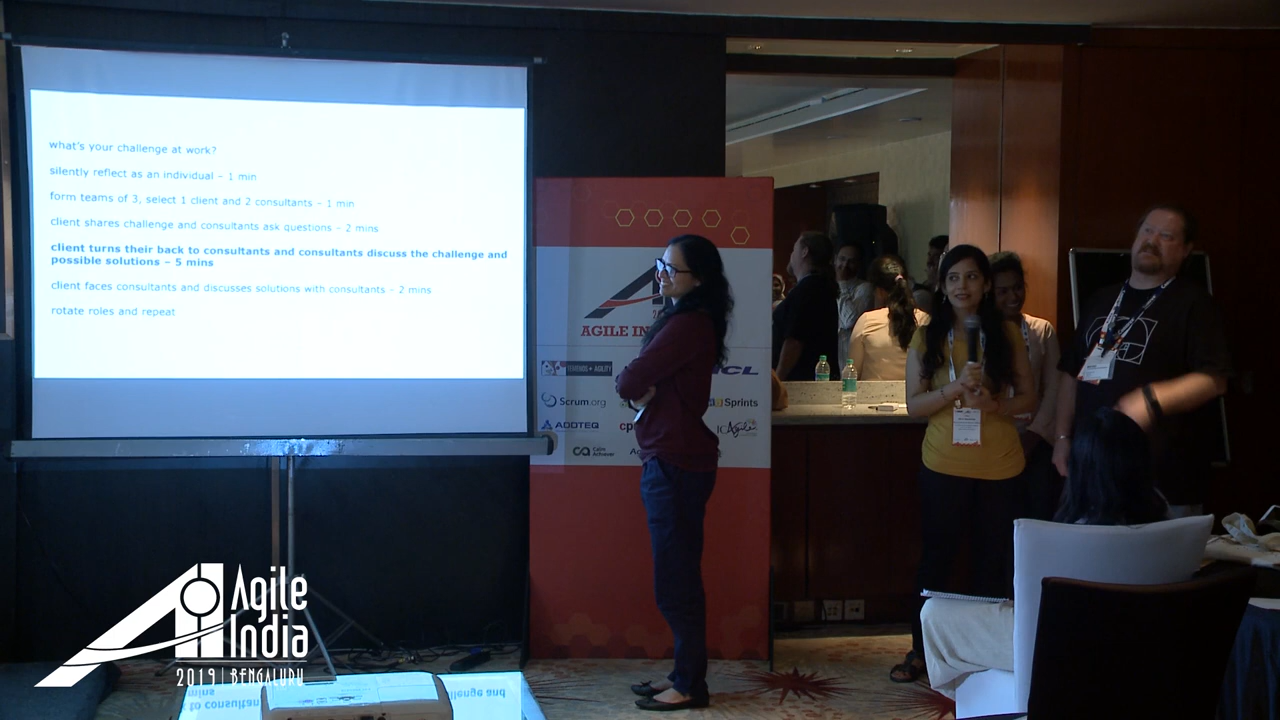 what's your challenge at work?
silently reflect as an individual – 1 min
form teams of 3, select 1 client and 2 consultants – 1 min
client shares challenge and consultants ask questions – 2 mins
client turns their back to consultants and consultants discuss the challenge and
possible solutions – 5 mins
client faces consultants and discusses solutions with consultants – 2 mins
rotate roles and repeat
AGILE IN
Scrum.org
Sprints
ADDTEQ
Agile
India
2019 | BENGALURU